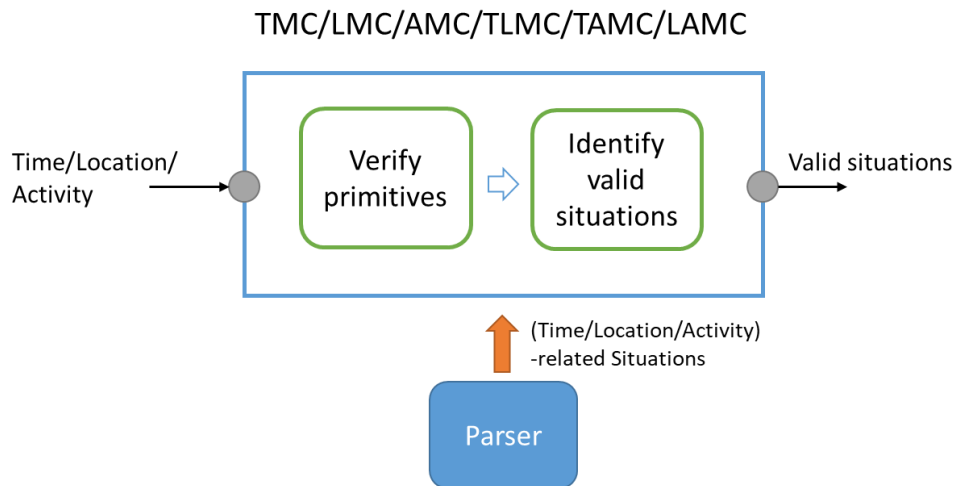 TMC/LMC/AMC/TLMC/TAMC/LAMC
Time/Location/
Activity
Verify
primitives
Identify
valid
situations
Valid situations
(Time/Location/Activity)
-related Situations
Parser